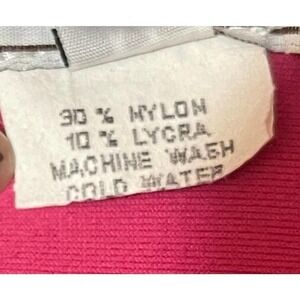 90 % NYLON
10 % LYCRA
MACHINE WASH
COLD WATER